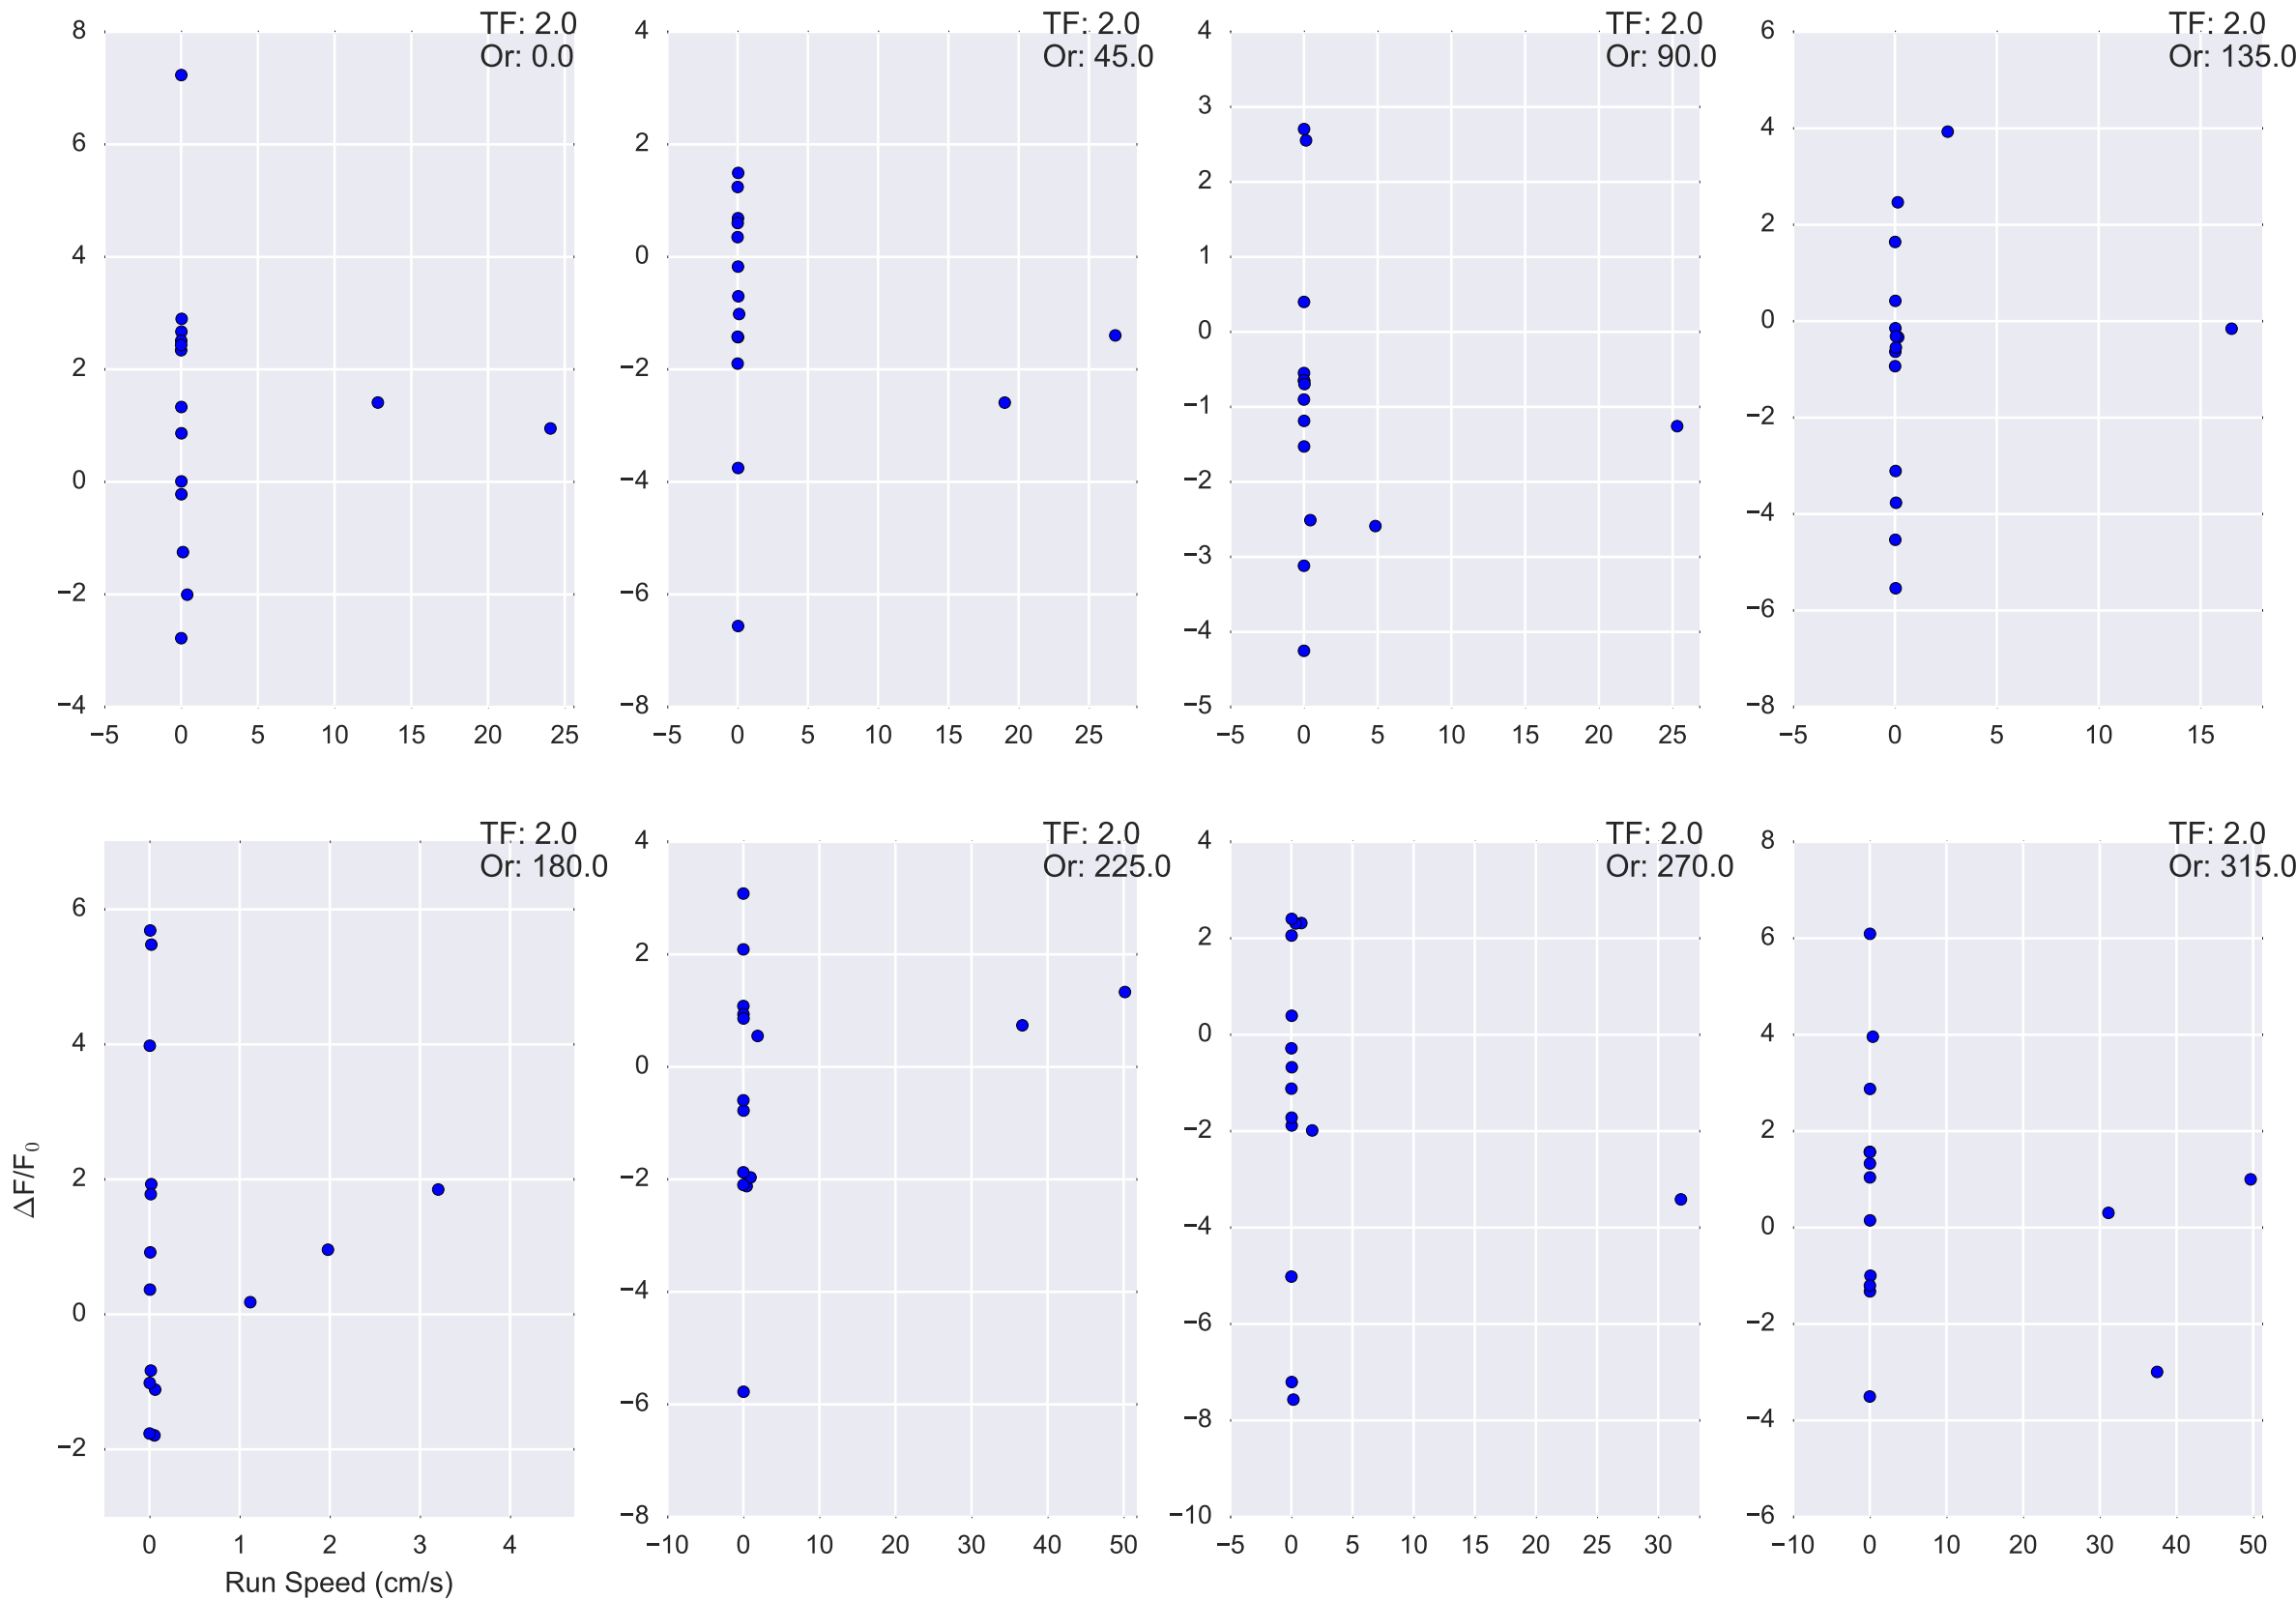 TF: 2.0
Or: 0.0
8
6
4
2
0
−2
−4
−5 0 5 10 15 20 25
TF: 2.0
Or: 45.0
4
2
0
−2
−4
−6
−8
−5 0 5 10 15 20 25
TF: 2.0
Or: 90.0
4
3
2
1
0
−1
−2
−3
−4
−5
−5 0 5 10 15 20 25
TF: 2.0
Or: 135.0
6
4
2
0
−2
−4
−6
−8
−5 0 5 10 15
TF: 2.0
Or: 180.0
6
4
2
0
−2
ΔF/F₀
0 1 2 3 4
Run Speed (cm/s)
TF: 2.0
Or: 225.0
4
2
0
−2
−4
−6
−8
−10 0 10 20 30 40 50
TF: 2.0
Or: 270.0
4
2
0
−2
−4
−6
−8
−10
−5 0 5 10 15 20 25 30
TF: 2.0
Or: 315.0
8
6
4
2
0
−2
−4
−6
−10 0 10 20 30 40 50